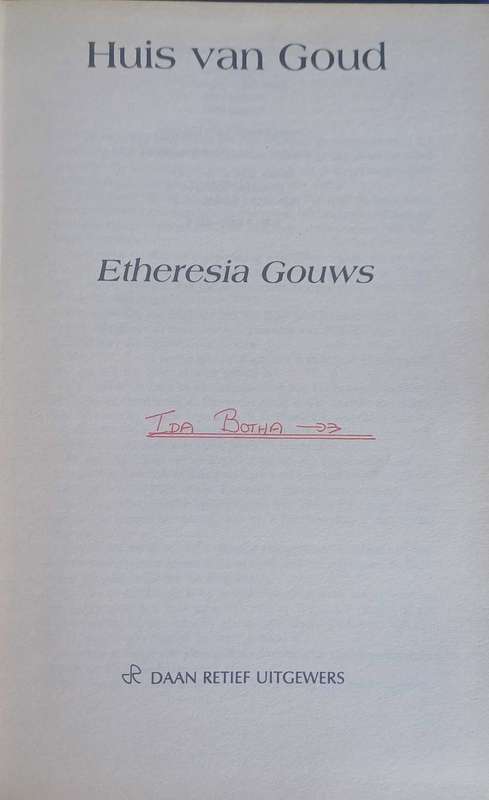 Huis van Goud
Etheresia Gouws
IDA BOTHA
DAAN RETIEF UITGEWERS